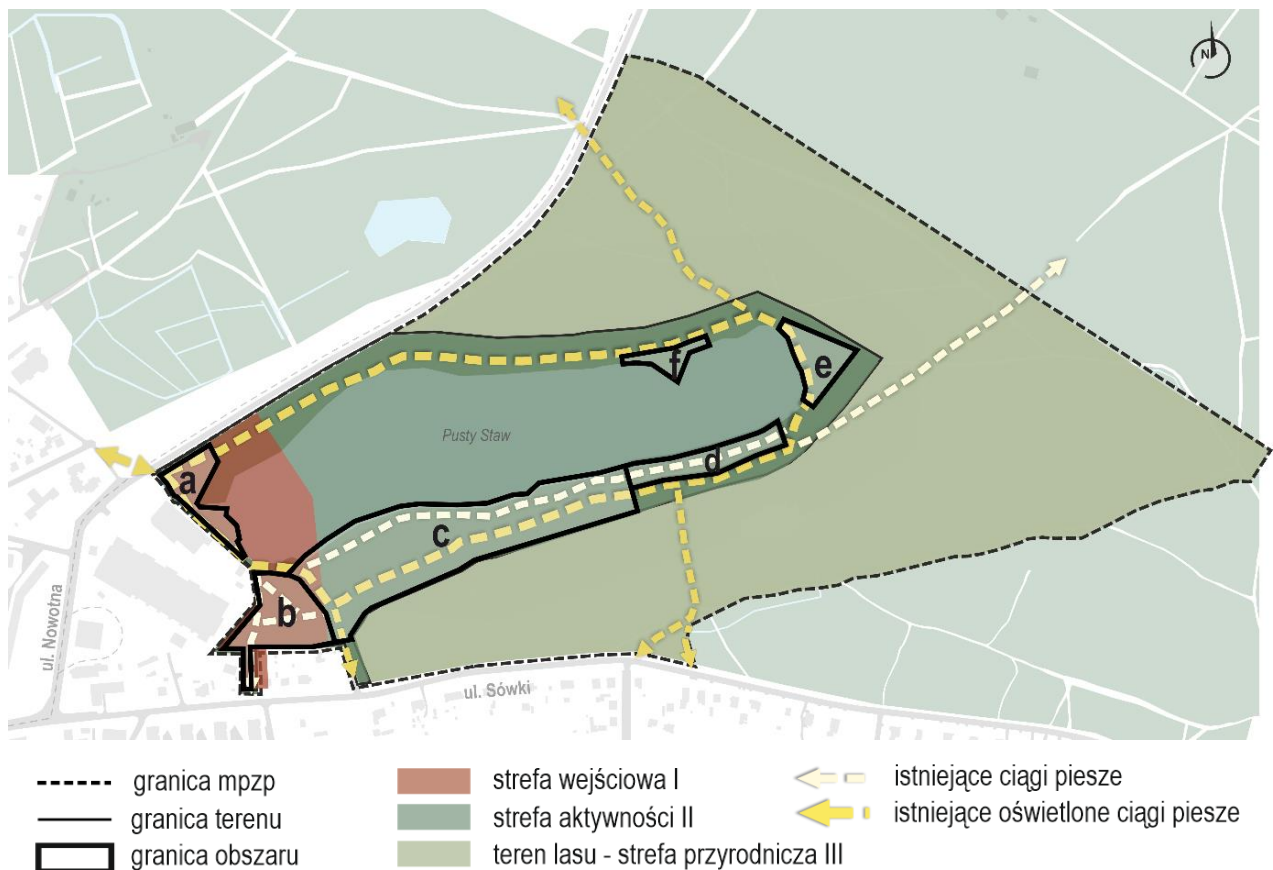 N
f
e
Pusty Staw
a
d
c
b
ul. Nowotna
ul. Sówki
granica mpzp
granica terenu
granica obszaru
strefa wejściowa I
strefa aktywności II
teren lasu - strefa przyrodnicza III
istniejące ciągi piesze
istniejące oświetlone ciągi piesze